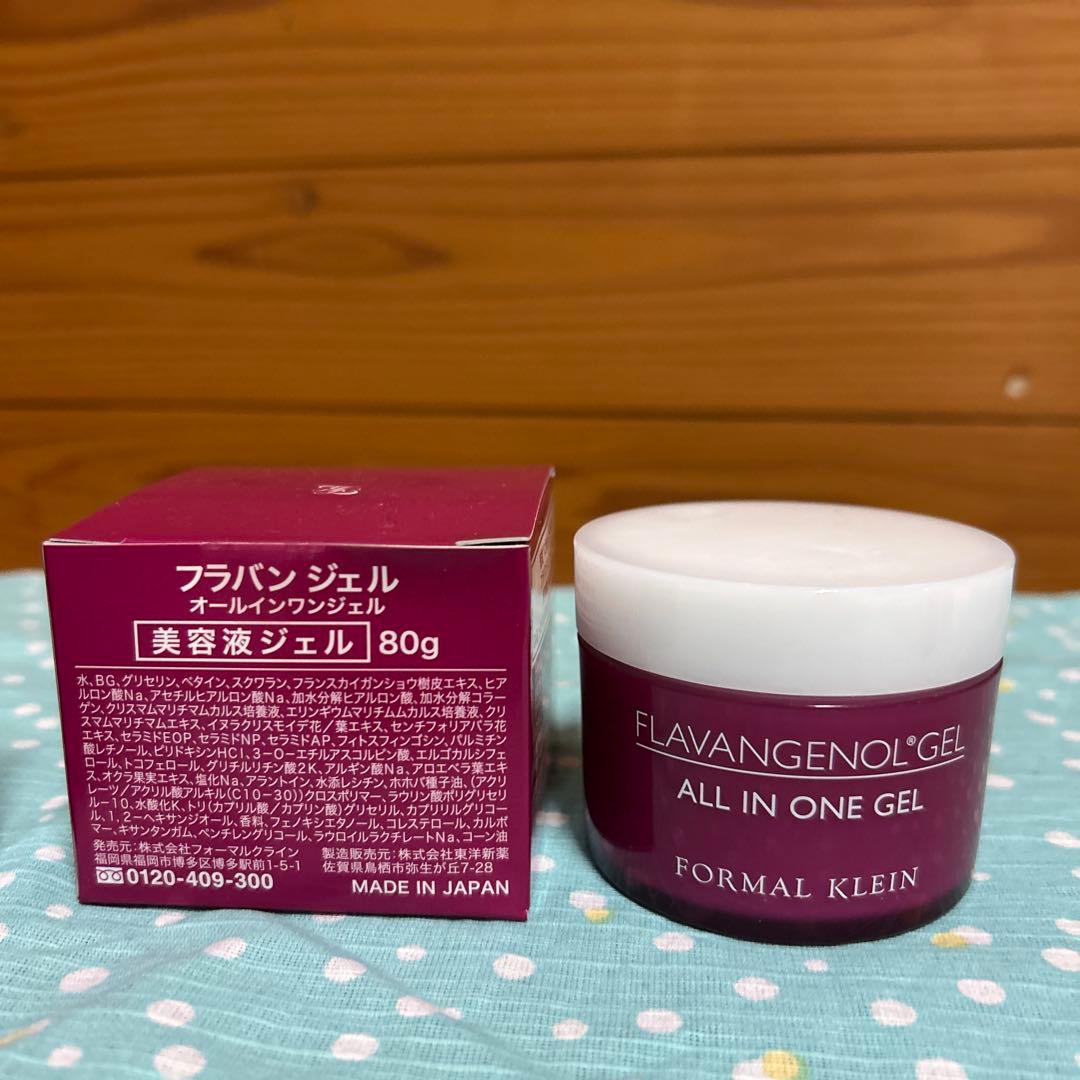 フラバン ジェル
オールインワンジェル
美容液ジェル 80g
水、BG、グリセリン、ベタイン、スクワラン、フランスカイガンショウ樹皮エキス、ヒア
ルロン酸Na、アセチルヒアルロン酸Na、加水分解ヒアルロン酸、加水分解コラー
ゲン、クリスマムマリチマムカルス培養液、エリンギウムマリチムムカルス培養液、クリ
スマムマリチマムエキス、イヌラクリスモイデ花/葉エキス、センチフォリアバラ花
エキス、セラミドEOP、セラミドNP、セラミドAP、フィトスフィンゴシン、パルミチン
酸レチノール、ピリドキシンHCl、3-O-エチルアスコルビン酸、エルゴカルシフェ
ロール、トコフェロール、グリチルリチン酸2K、アルギン酸Na、アロエベラ葉エキ
ス、オクラ果実エキス、塩化Na、アラントイン、水添レシチン、ホホバ種子油、(アクリ
レーツ/アクリル酸アルキル(C10-30))クロスポリマー、ラウリン酸ポリグリセリ
ル-10、水酸化K、トリ(カプリル酸/カプリン酸)グリセリル、カプリリルグリコー
ル、1,2-ヘキサンジオール、香料、フェノキシエタノール、コレステロール、カルボ
マー、キサンタンガム、ペンチレングリコール、ラウロイルラクチレートNa、コーン油
発売元:株式会社フォーマルクライン
福岡県福岡市博多区博多駅前1-5-1
0120-409-300
製造販売元:株式会社東洋新薬
佐賀県鳥栖市弥生が丘7-28
MADE IN JAPAN
FLAVANGENOL® GEL
ALL IN ONE GEL
FORMAL KLEIN